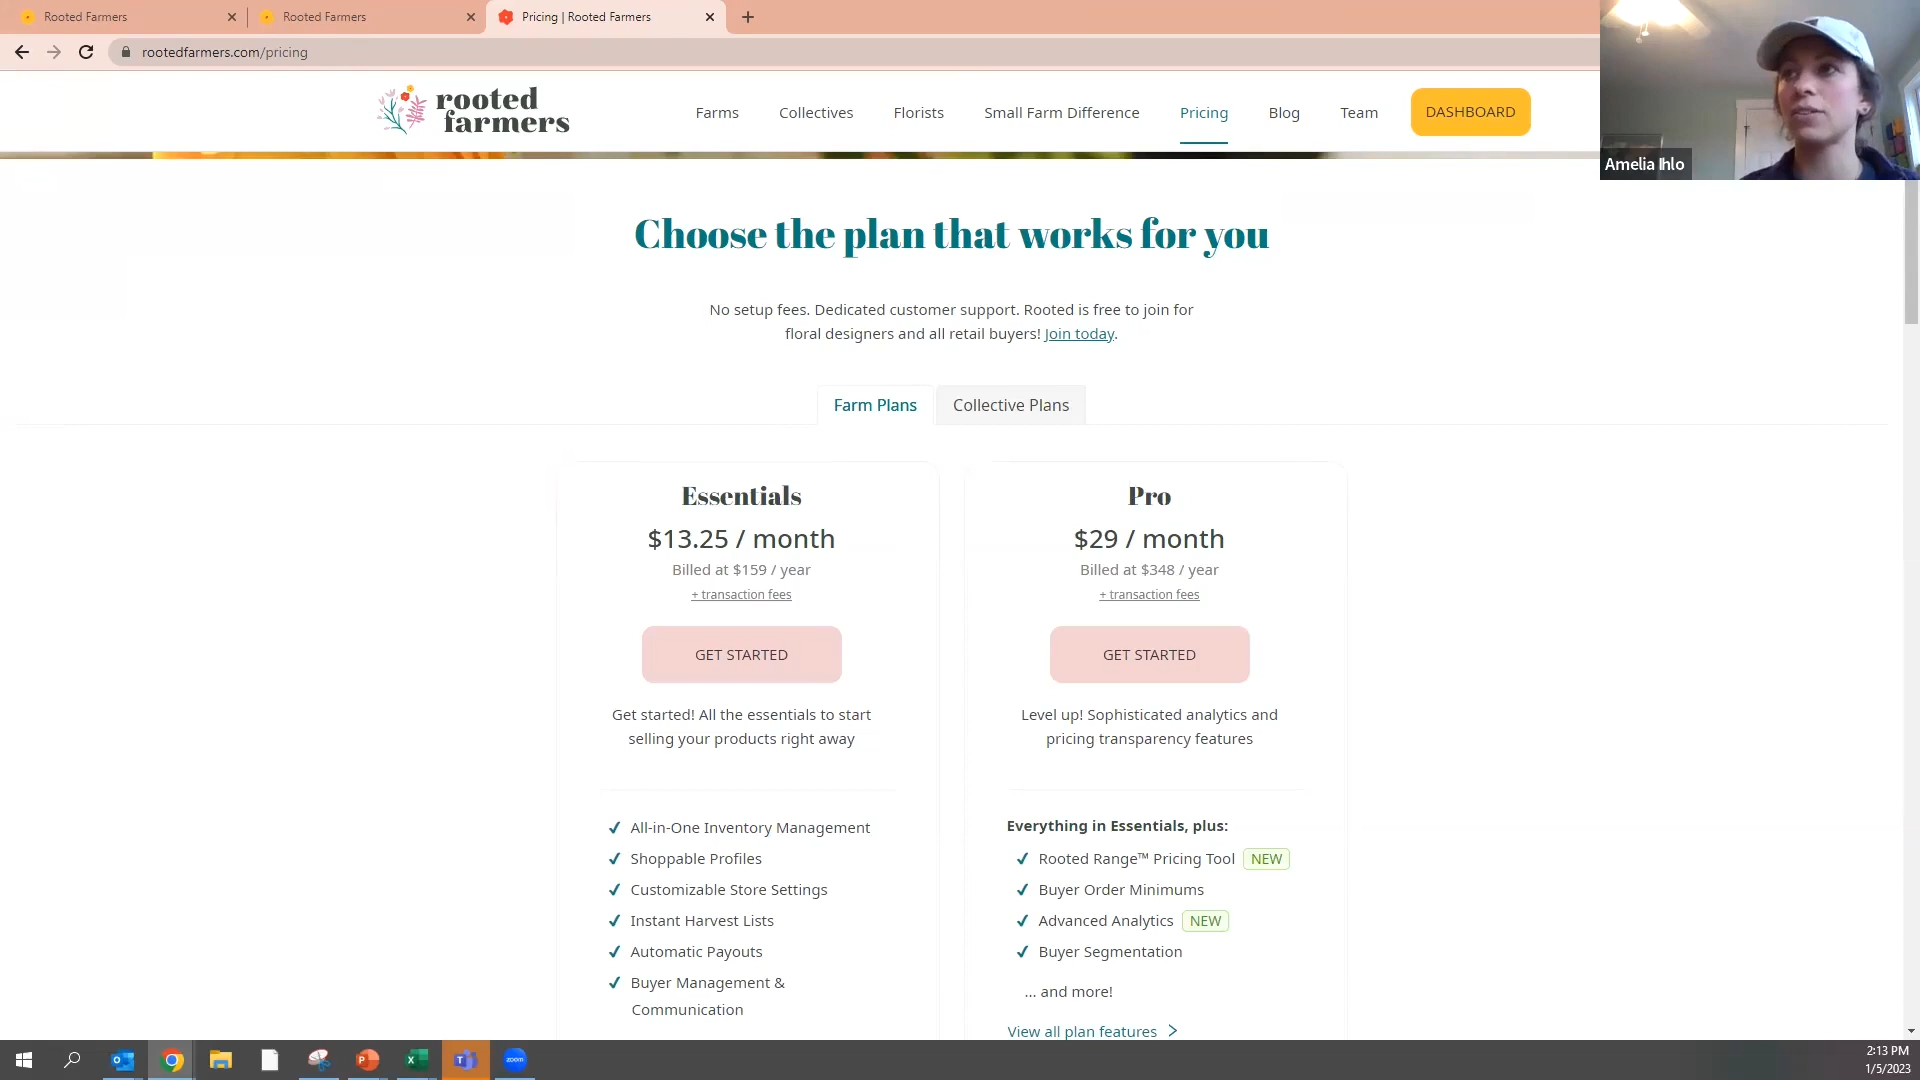 Rooted Farmers
Rooted Farmers
Pricing | Rooted Farmers
rootedfarmers.com/pricing
rooted
farmers
Farms
Collectives
Florists
Small Farm Difference
Pricing
Blog
Team
DASHBOARD
Amelia Ihlo
Choose the plan that works for you
No setup fees. Dedicated customer support. Rooted is free to join for
floral designers and all retail buyers! Join today.
Farm Plans
Collective Plans
Essentials
$13.25 / month
Billed at $159 / year
+ transaction fees
GET STARTED
Get started! All the essentials to start
selling your products right away
All-in-One Inventory Management
Shoppable Profiles
Customizable Store Settings
Instant Harvest Lists
Automatic Payouts
Buyer Management &
Communication
Pro
$29 / month
Billed at $348 / year
+ transaction fees
GET STARTED
Level up! Sophisticated analytics and
pricing transparency features
Everything in Essentials, plus:
Rooted Range™ Pricing Tool NEW
Buyer Order Minimums
Advanced Analytics NEW
Buyer Segmentation
... and more!
View all plan features
zoom
2:13 PM
1/5/2023